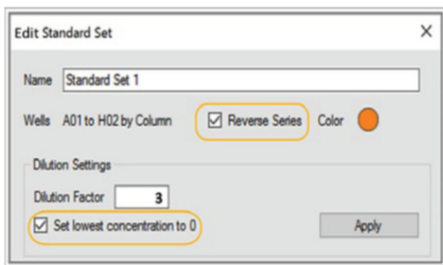 Edit Standard Set
Name Standard Set 1
Wells A01 to H02 by Column Reverse Series Color
Dilution Settings
Dilution Factor 3
Set lowest concentration to 0 Apply